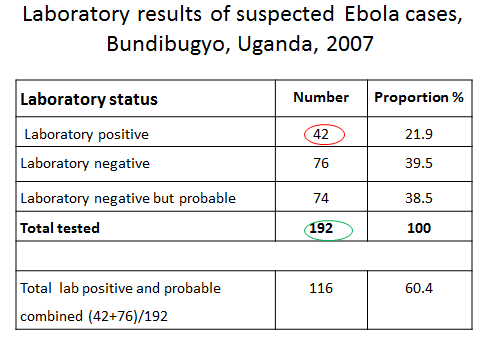 Laboratory results of suspected Ebola cases,
Bundibugyo, Uganda, 2007
Laboratory status Number Proportion %
Laboratory positive 42 21.9
Laboratory negative 76 39.5
Laboratory negative but probable 74 38.5
Total tested 192 100
Total lab positive and probable 116 60.4
combined (42+76)/192